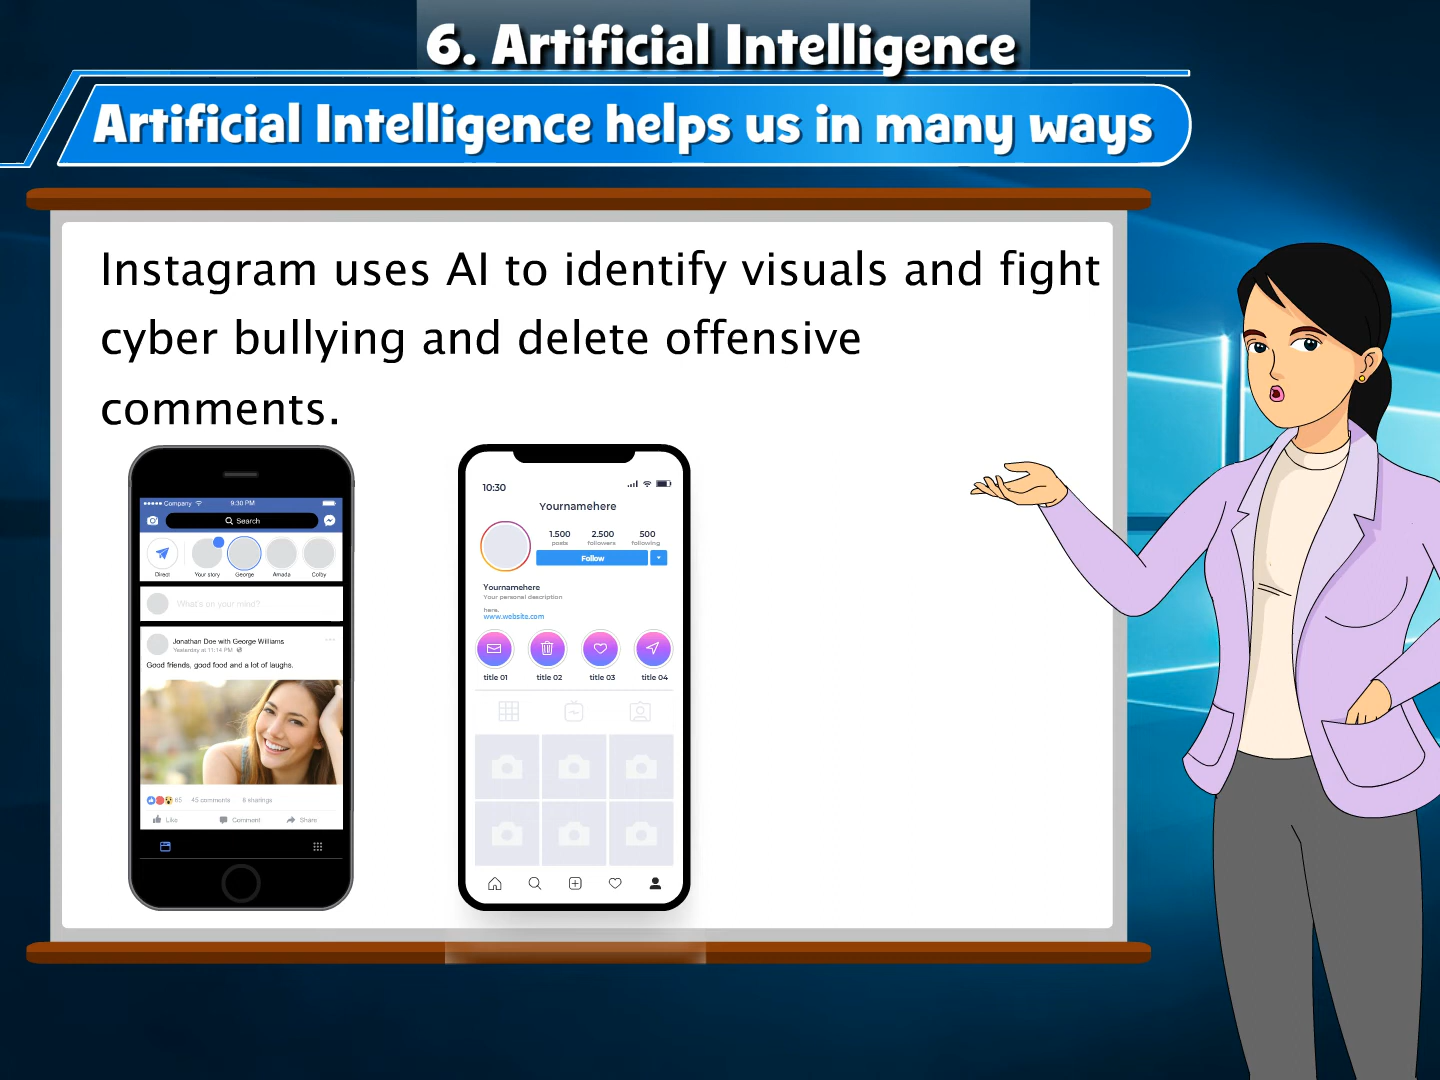 6. Artificial Intelligence
Artificial Intelligence helps us in many ways
Instagram uses AI to identify visuals and fight
cyber bullying and delete offensive
comments.
Company 9:30 PM
Search
Direct Your story George Amada Colby
What's on your mind?
Jonathan Doe with George Williams
Yesterday at 11:14 PM
Good friends, good food and a lot of laughs.
65 45 comments 6 sharings
Like Comment Share
10:30
Yournamehere
1.500 2.500 500
posts followers following
Follow
Yournamehere
Your personal description
here.
www.website.com
title 01 title 02 title 03 title 04